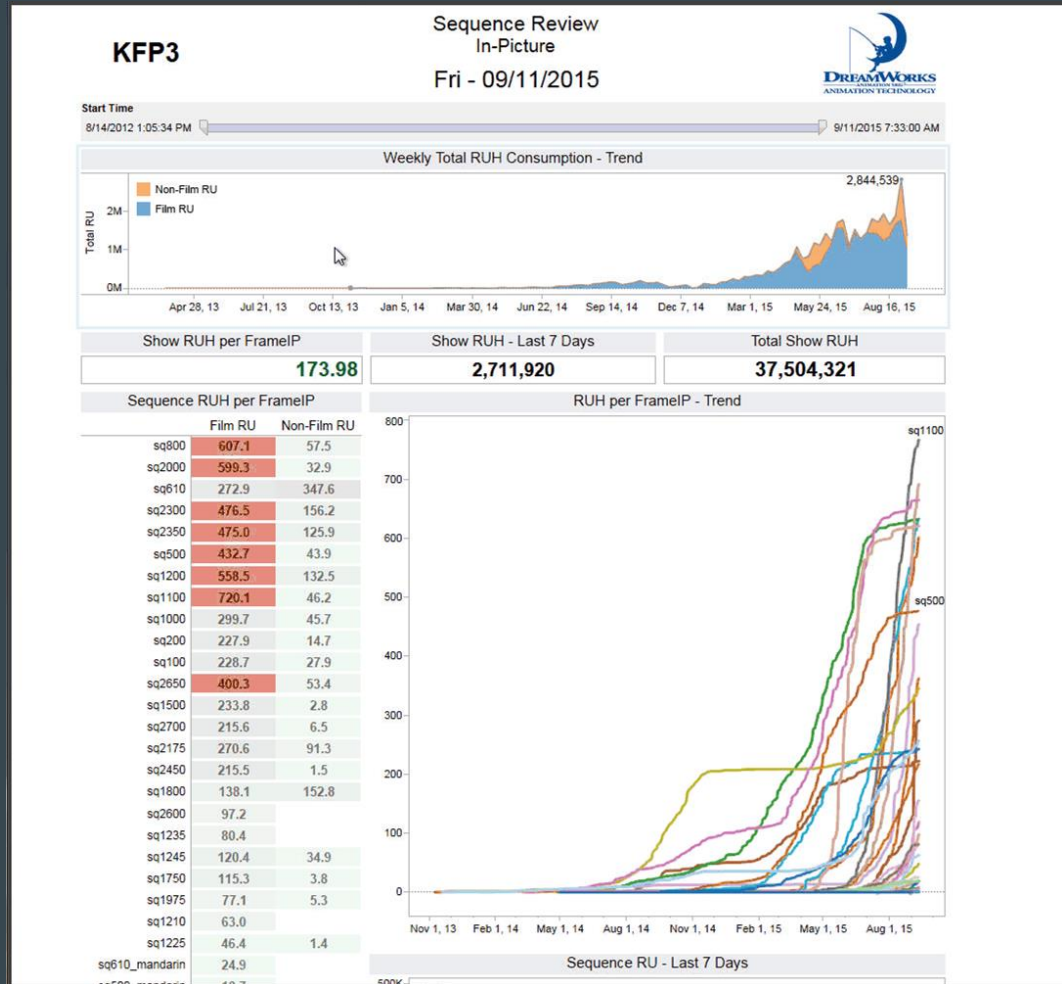 KFP3
Sequence Review
In-Picture
Fri - 09/11/2015
DREAMWORKS
ANIMATION SKG
ANIMATION TECHNOLOGY
Start Time
8/14/2012 1:05:34 PM
9/11/2015 7:33:00 AM
Weekly Total RUH Consumption - Trend
Non-Film RU
Film RU
2,844,539
Total RU
2M
1M
0M
Apr 28, 13 Jul 21, 13 Oct 13, 13 Jan 5, 14 Mar 30, 14 Jun 22, 14 Sep 14, 14 Dec 7, 14 Mar 1, 15 May 24, 15 Aug 16, 15
Show RUH per FrameIP
173.98
Show RUH - Last 7 Days
2,711,920
Total Show RUH
37,504,321
Sequence RUH per FrameIP
Film RU Non-Film RU
sq800 607.1 57.5
sq2000 599.3 32.9
sq610 272.9 347.6
sq2300 476.5 156.2
sq2350 475.0 125.9
sq500 432.7 43.9
sq1200 558.5 132.5
sq1100 720.1 46.2
sq1000 299.7 45.7
sq200 227.9 14.7
sq100 228.7 27.9
sq2650 400.3 53.4
sq1500 233.8 2.8
sq2700 215.6 6.5
sq2175 270.6 91.3
sq2450 215.5 1.5
sq1800 138.1 152.8
sq2600 97.2
sq1235 80.4
sq1245 120.4 34.9
sq1750 115.3 3.8
sq1975 77.1 5.3
sq1210 63.0
sq1225 46.4 1.4
sq610_mandarin 24.9
RUH per FrameIP - Trend
800
700
600
500
400
300
200
100
0
sq1100
sq500
Nov 1, 13 Feb 1, 14 May 1, 14 Aug 1, 14 Nov 1, 14 Feb 1, 15 May 1, 15 Aug 1, 15
Sequence RU - Last 7 Days
500K